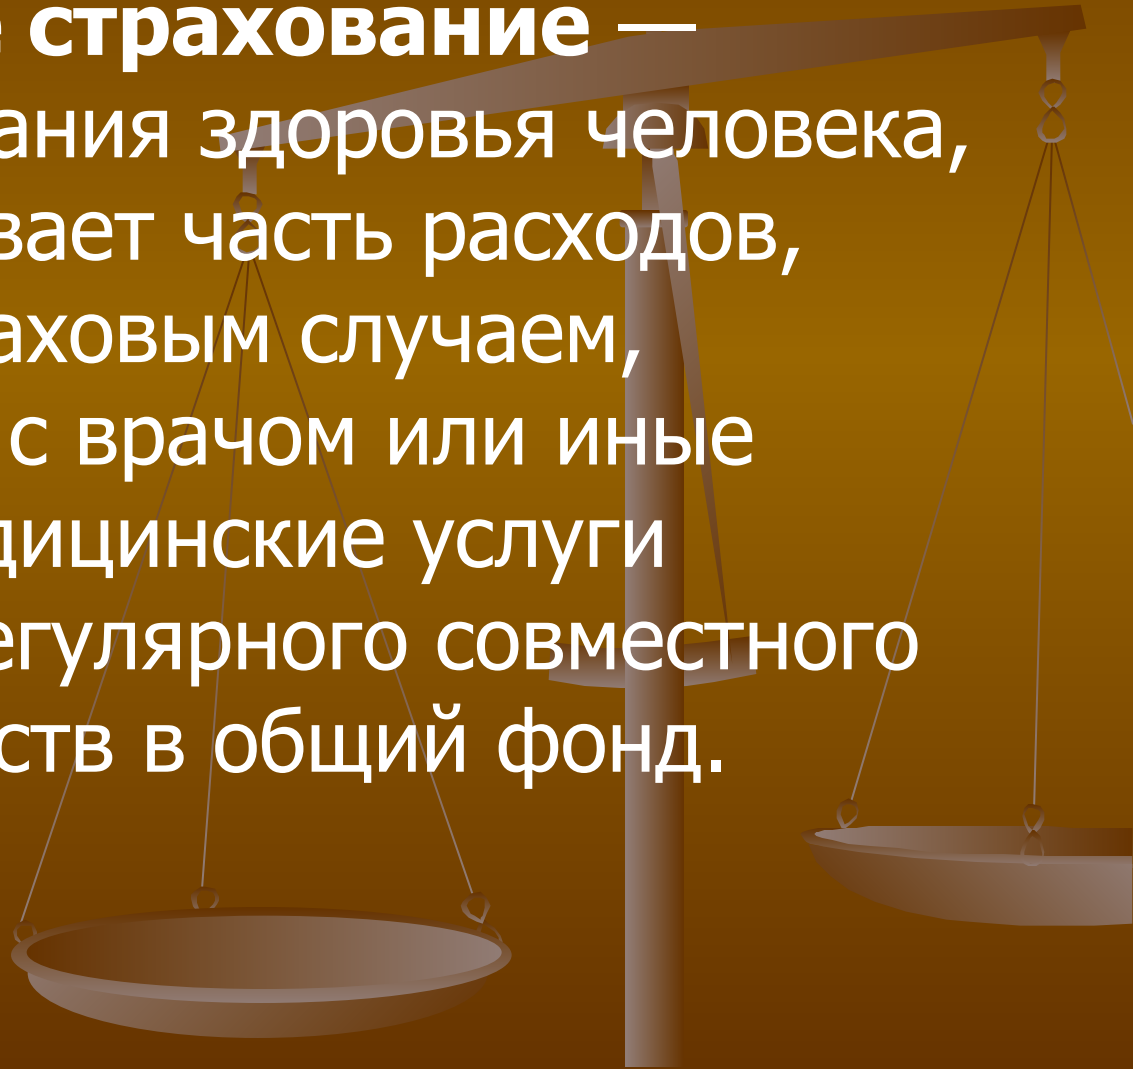 е страхование —
ания здоровья человека,
вает часть расходов,
аховым случаем,
с врачом или иные
дицинские услуги
егулярного совместного
ств в общий фонд.